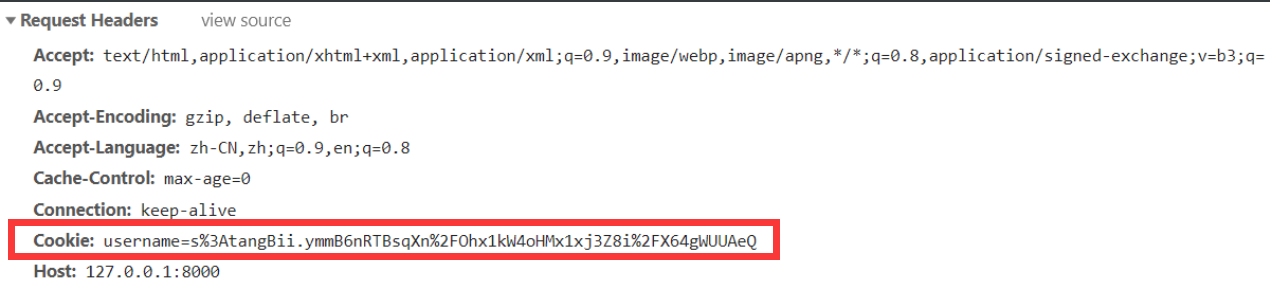 Request Headers view source
Accept: text/html,application/xhtml+xml,application/xml;q=0.9,image/webp,image/apng,*/*;q=0.8,application/signed-exchange;v=b3;q=
0.9
Accept-Encoding: gzip, deflate, br
Accept-Language: zh-CN,zh;q=0.9,en;q=0.8
Cache-Control: max-age=0
Connection: keep-alive
Cookie: username=s%3AtangBii.ymmB6nRTBsqXn%2FOhx1kW4oHMx1xj3Z8i%2FX64gWUUAeQ
Host: 127.0.0.1:8000